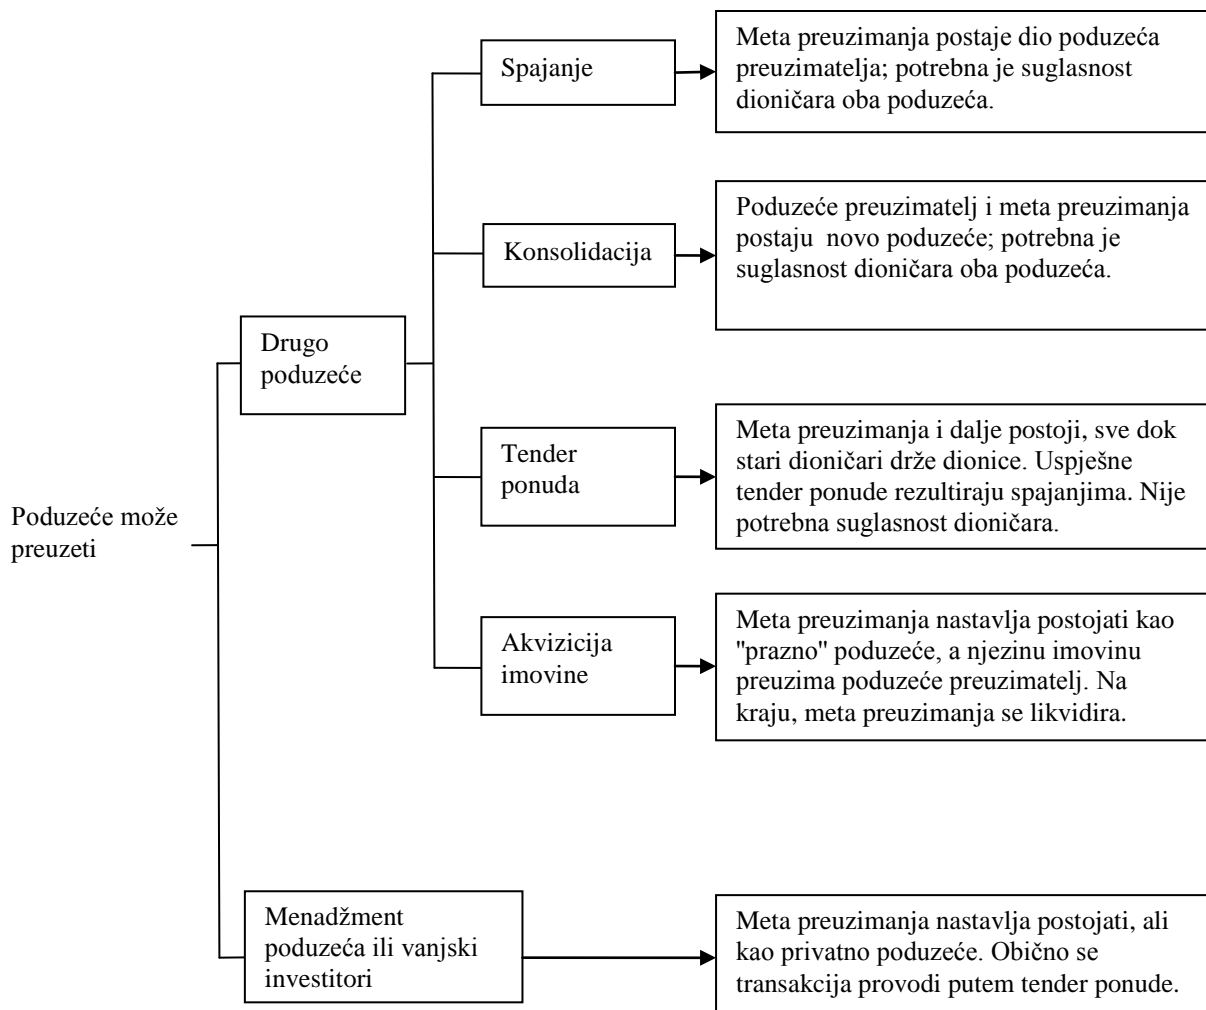 Spajanje
Meta preuzimanja postaje dio poduzeća
preuzimatelja; potrebna je suglasnost
dioničara oba poduzeća.
Konsolidacija
Poduzeće preuzimatelj i meta preuzimanja
postaju novo poduzeće; potrebna je
suglasnost dioničara oba poduzeća.
Drugo
poduzeće
Tender
ponuda
Meta preuzimanja i dalje postoji, sve dok
stari dioničari drže dionice. Uspješne
tender ponude rezultiraju spajanjima. Nije
potrebna suglasnost dioničara.
Poduzeće može
preuzeti
Akvizicija
imovine
Meta preuzimanja nastavlja postojati kao
"prazno" poduzeće, a njezinu imovinu
preuzima poduzeće preuzimatelj. Na
kraju, meta preuzimanja se likvidira.
Menadžment
poduzeća ili vanjski
investitori
Meta preuzimanja nastavlja postojati, ali
kao privatno poduzeće. Obično se
transakcija provodi putem tender ponude.